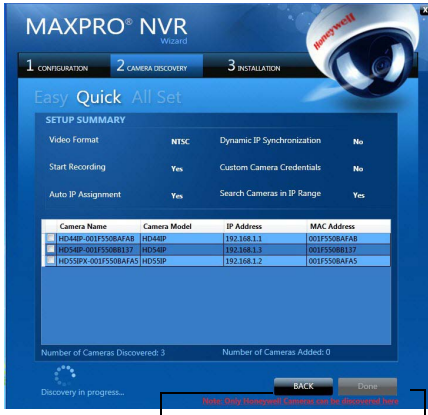 MAXPRO® NVR
Wizard
Honeywell
X
1 CONFIGURATION 2 CAMERA DISCOVERY 3 INSTALLATION
Easy Quick All Set
SETUP SUMMARY
Video Format NTSC Dynamic IP Synchronization No
Start Recording Yes Custom Camera Credentials No
Auto IP Assignment Yes Search Cameras in IP Range Yes
Camera Name Camera Model IP Address MAC Address
HD44IP-001F550BAFAB HD44IP 192.168.1.1 001F550BAFAB
HD54IP-001F550BB137 HD54IP 192.168.1.3 001F550BB137
HD55IPX-001F550BAFA5 HD55IP 192.168.1.2 001F550BAFA5
Number of Cameras Discovered: 3 Number of Cameras Added: 0
Discovery in progress...
BACK Done
Note: Only Honeywell Cameras can be discovered here